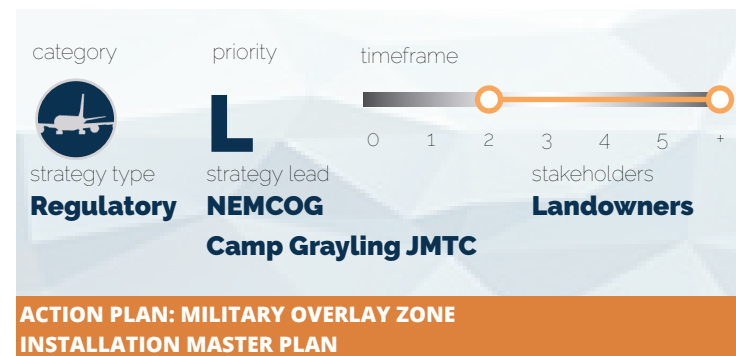 category priority timeframe
L
0 1 2 3 4 5 +
strategy type strategy lead stakeholders
Regulatory NEMCOG Landowners
Camp Grayling JMTC
ACTION PLAN: MILITARY OVERLAY ZONE
INSTALLATION MASTER PLAN